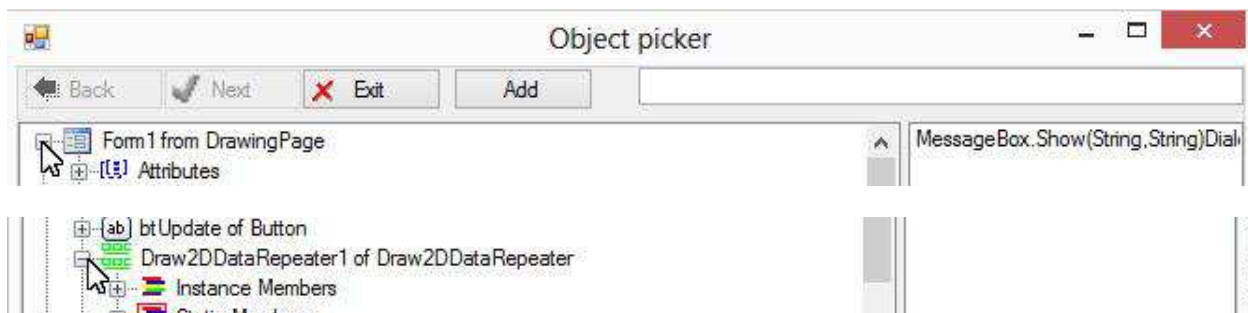 Object picker
Back Next Exit Add
Form1 from DrawingPage
MessageBox.Show(String,String)Dial
Attributes
ab btUpdate of Button
Draw2DDataRepeater1 of Draw2DDataRepeater
Instance Members